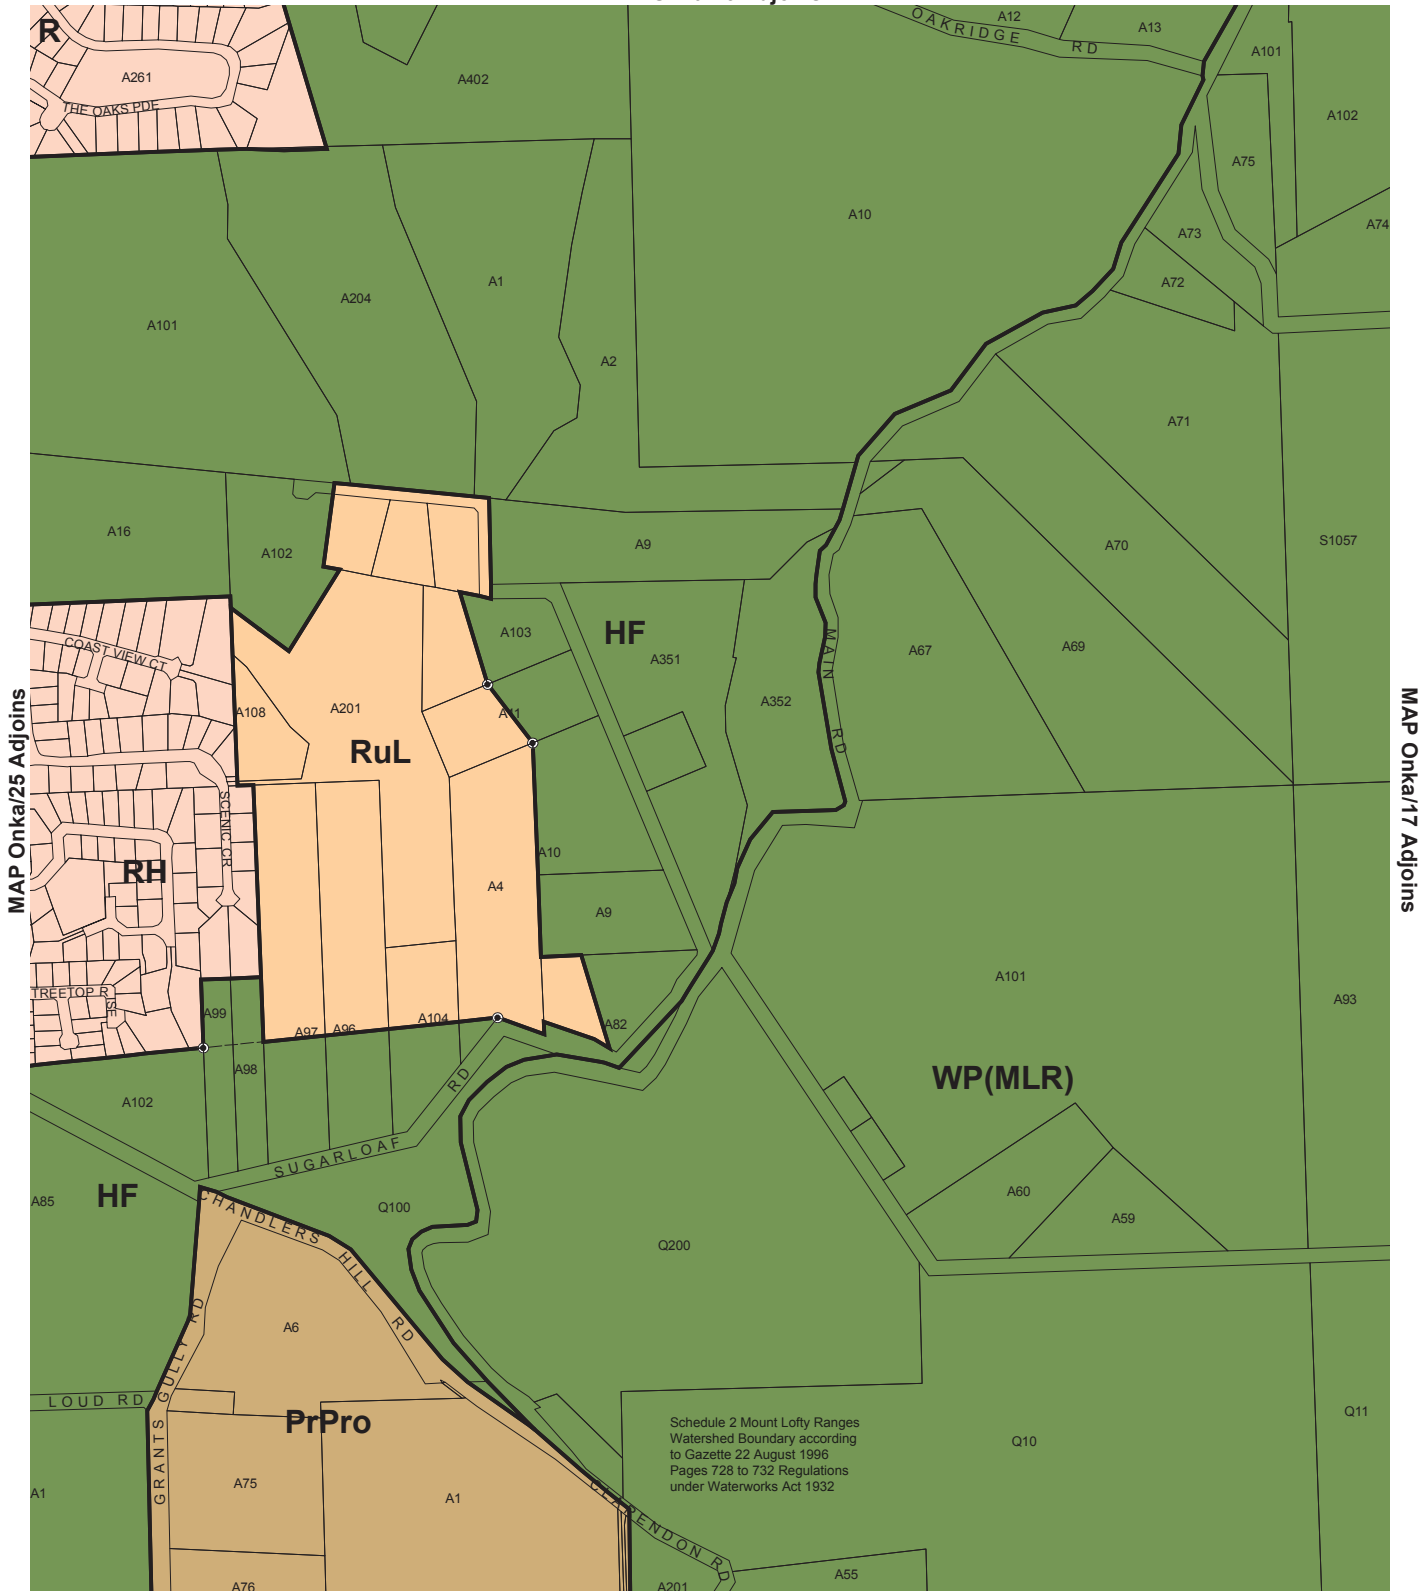 R
A261
THE OAKS PDE
A402
OAKRIDGE RD
A12
A13
A101
A102
A75
A74
A73
A72
A10
A101
A204
A1
A2
A71
A16
A102
A9
A70
S1057
COAST VIEW CT
A103
HF
A351
MAIN RD
A67
A69
A108
A201
A11
A352
RuL
MAP Onka/25 Adjoins
MAP Onka/17 Adjoins
SCENIC CR
RH
A10
A4
A9
A101
A93
TREETOP RISE
A99
A97
A96
A104
A82
A98
A102
WP(MLR)
SUGARLOAF RD
A85
HF
CHANDLERS HILL RD
Q100
A60
A59
Q200
GRANTS GULLY RD
A6
LOUD RD
PrPro
Q11
Schedule 2 Mount Lofty Ranges
Watershed Boundary according
to Gazette 22 August 1996
Pages 728 to 732 Regulations
under Waterworks Act 1932
Q10
A1
A75
A1
CLARENDON RD
A76
A201
A55